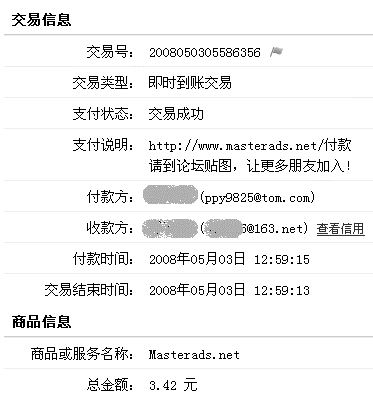 交易信息
交易号： 2008050305586356
交易类型： 即时到账交易
支付状态： 交易成功
支付说明： http://www.masterads.net/付款
请到论坛贴图，让更多朋友加入!
付款方： (ppy9825@tom.com)
收款方： ( 6@163.net) 查看信用
付款时间： 2008年05月03日 12:59:15
交易结束时间： 2008年05月03日 12:59:13
商品信息
商品或服务名称： Masterads.net
总金额： 3.42 元